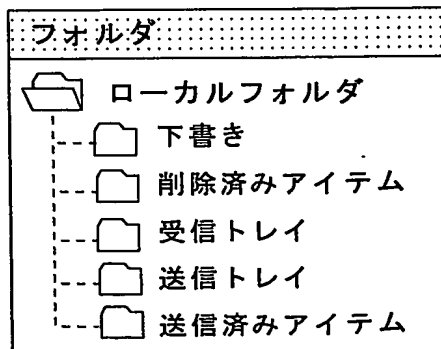 フォルダ
ローカルフォルダ
下書き
削除済みアイテム
受信トレイ
送信トレイ
送信済みアイテム